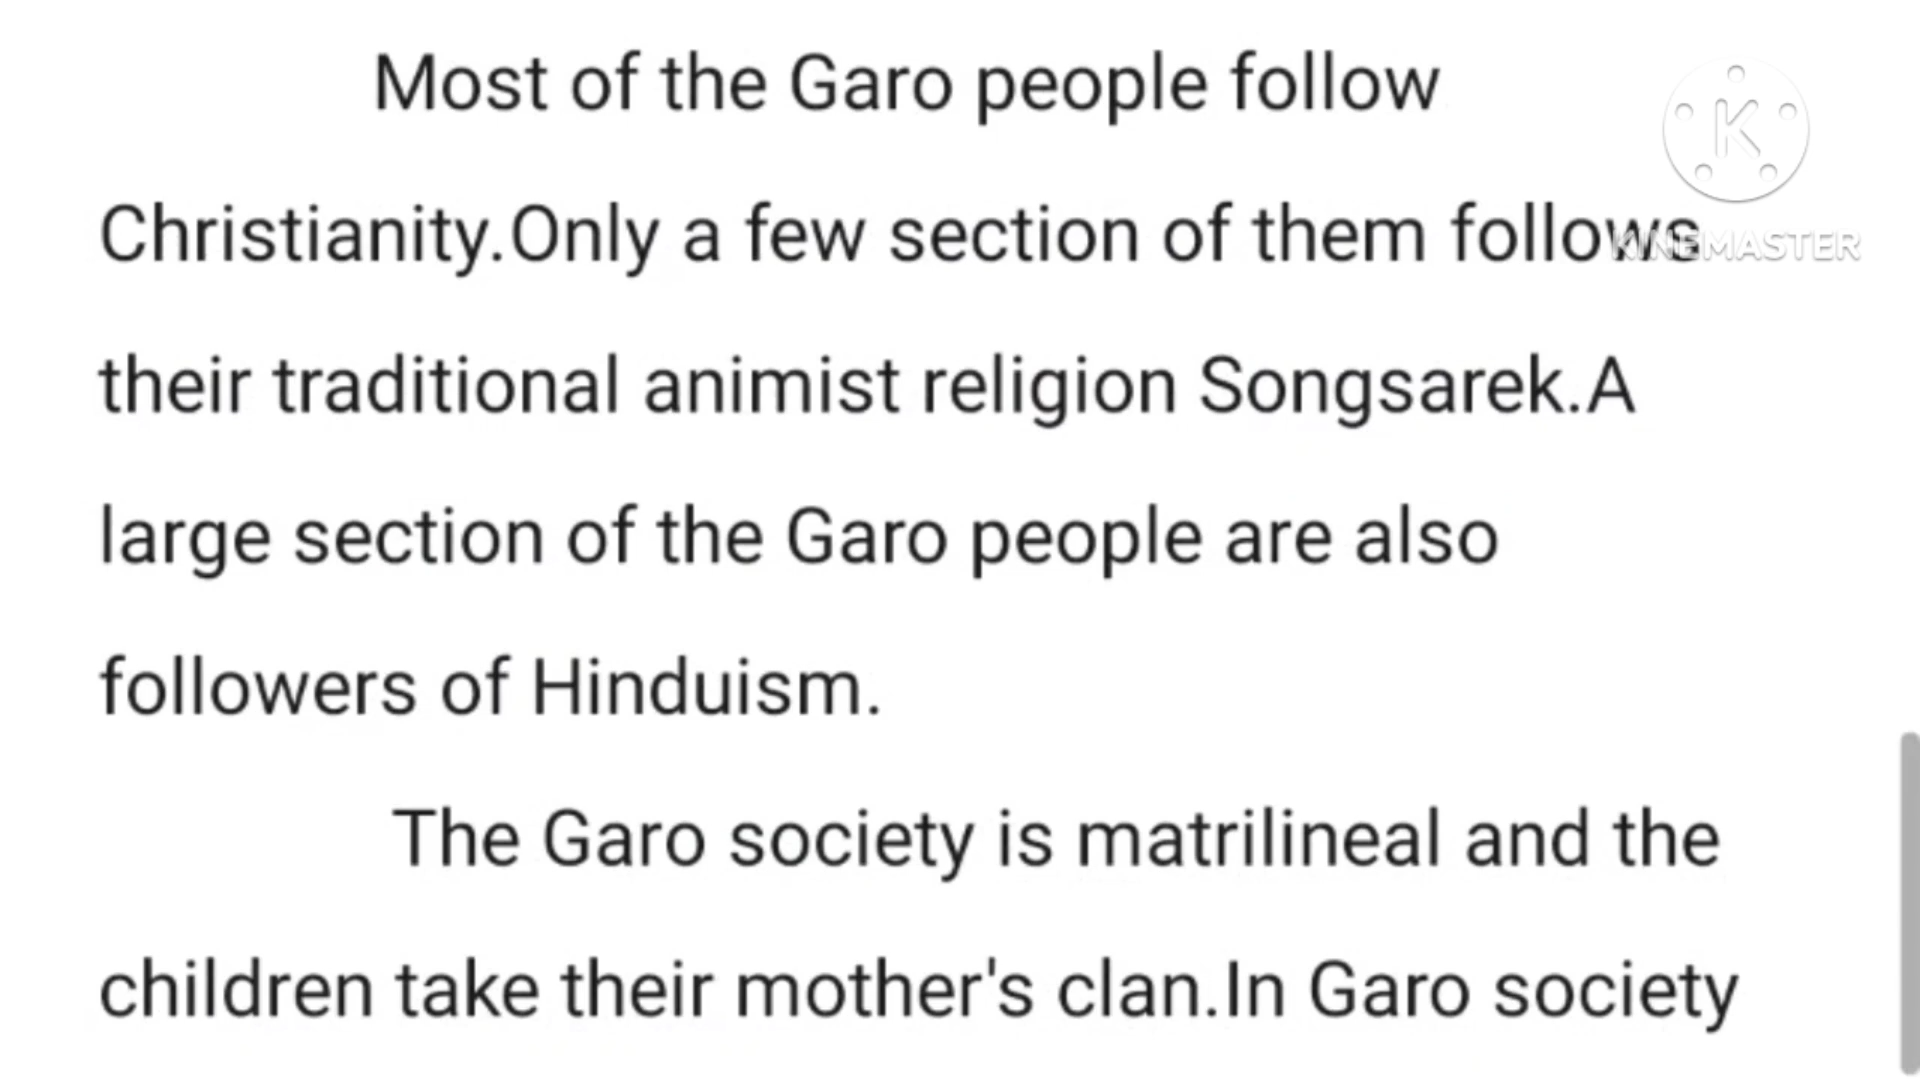 Most of the Garo people follow
Christianity.Only a few section of them follows
KINEMASTER
their traditional animist religion Songsarek.A
large section of the Garo people are also
followers of Hinduism.
The Garo society is matrilineal and the
children take their mother's clan.In Garo society